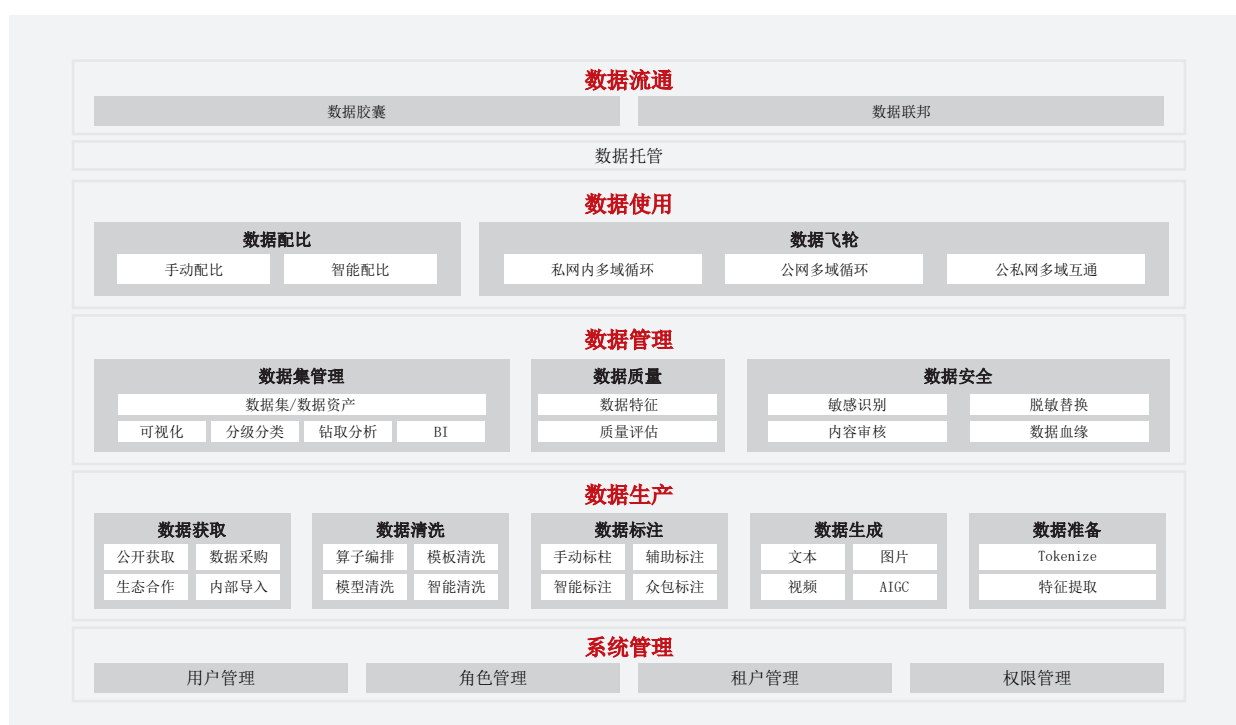 数据流通
数据胶囊 数据联邦
数据托管
数据使用
数据配比 数据飞轮
手动配比 智能配比 私网内多域循环 公网多域循环 公私网多域互通
数据管理
数据集管理 数据质量 数据安全
数据集/数据资产 数据特征 敏感识别 脱敏替换
可视化 分级分类 钻取分析 BI 质量评估 内容审核 数据血缘
数据生产
数据获取 数据清洗 数据标注 数据生成 数据准备
公开获取 数据采购 算子编排 模板清洗 手动标柱 辅助标注 文本 图片 Tokenize
生态合作 内部导入 模型清洗 智能清洗 智能标注 众包标注 视频 AIGC 特征提取
系统管理
用户管理 角色管理 租户管理 权限管理